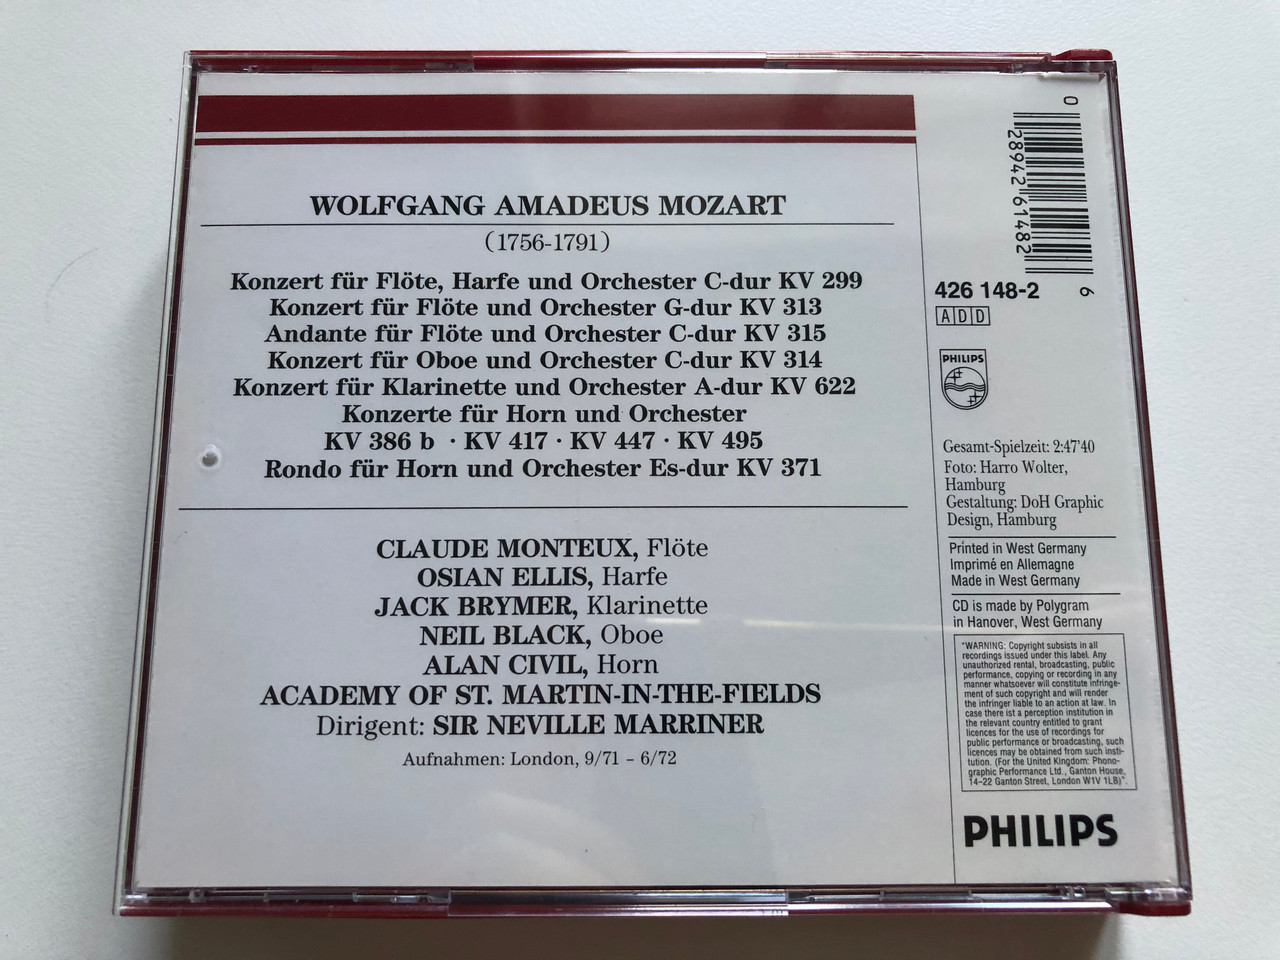 WOLFGANG AMADEUS MOZART
(1756-1791)
Konzert für Flöte, Harfe und Orchester C-dur KV 299
Konzert für Flöte und Orchester G-dur KV 313
Andante für Flöte und Orchester C-dur KV 315
Konzert für Oboe und Orchester C-dur KV 314
Konzert für Klarinette und Orchester A-dur KV 622
Konzerte für Horn und Orchester
KV 386 b · KV 417 · KV 447 · KV 495
Rondo für Horn und Orchester Es-dur KV 371
CLAUDE MONTEUX, Flöte
OSIAN ELLIS, Harfe
JACK BRYMER, Klarinette
NEIL BLACK, Oboe
ALAN CIVIL, Horn
ACADEMY OF ST. MARTIN-IN-THE-FIELDS
Dirigent: SIR NEVILLE MARRINER
Aufnahmen: London, 9/71 – 6/72
0 28942 61482 6
426 148-2
ADD
PHILIPS
Gesamt-Spielzeit: 2:47'40
Foto: Harro Wolter,
Hamburg
Gestaltung: DoH Graphic
Design, Hamburg
Printed in West Germany
Imprimé en Allemagne
Made in West Germany
CD is made by Polygram
in Hanover, West Germany
"WARNING: Copyright subsists in all
recordings issued under this label. Any
unauthorized rental, broadcasting, public
performance, copying or recording in any
manner whatsoever will constitute infringe-
ment of such copyright and will render
the infringer liable to an action at law. In
case there ist a perception institution in
the relevant country entitled to grant
licences for the use of recordings for
public performance or broadcasting, such
licences may be obtained from such insti-
tution. (For the United Kingdom: Phono-
graphic Performance Ltd., Ganton House,
14–22 Ganton Street, London W1V 1LB)".
PHILIPS